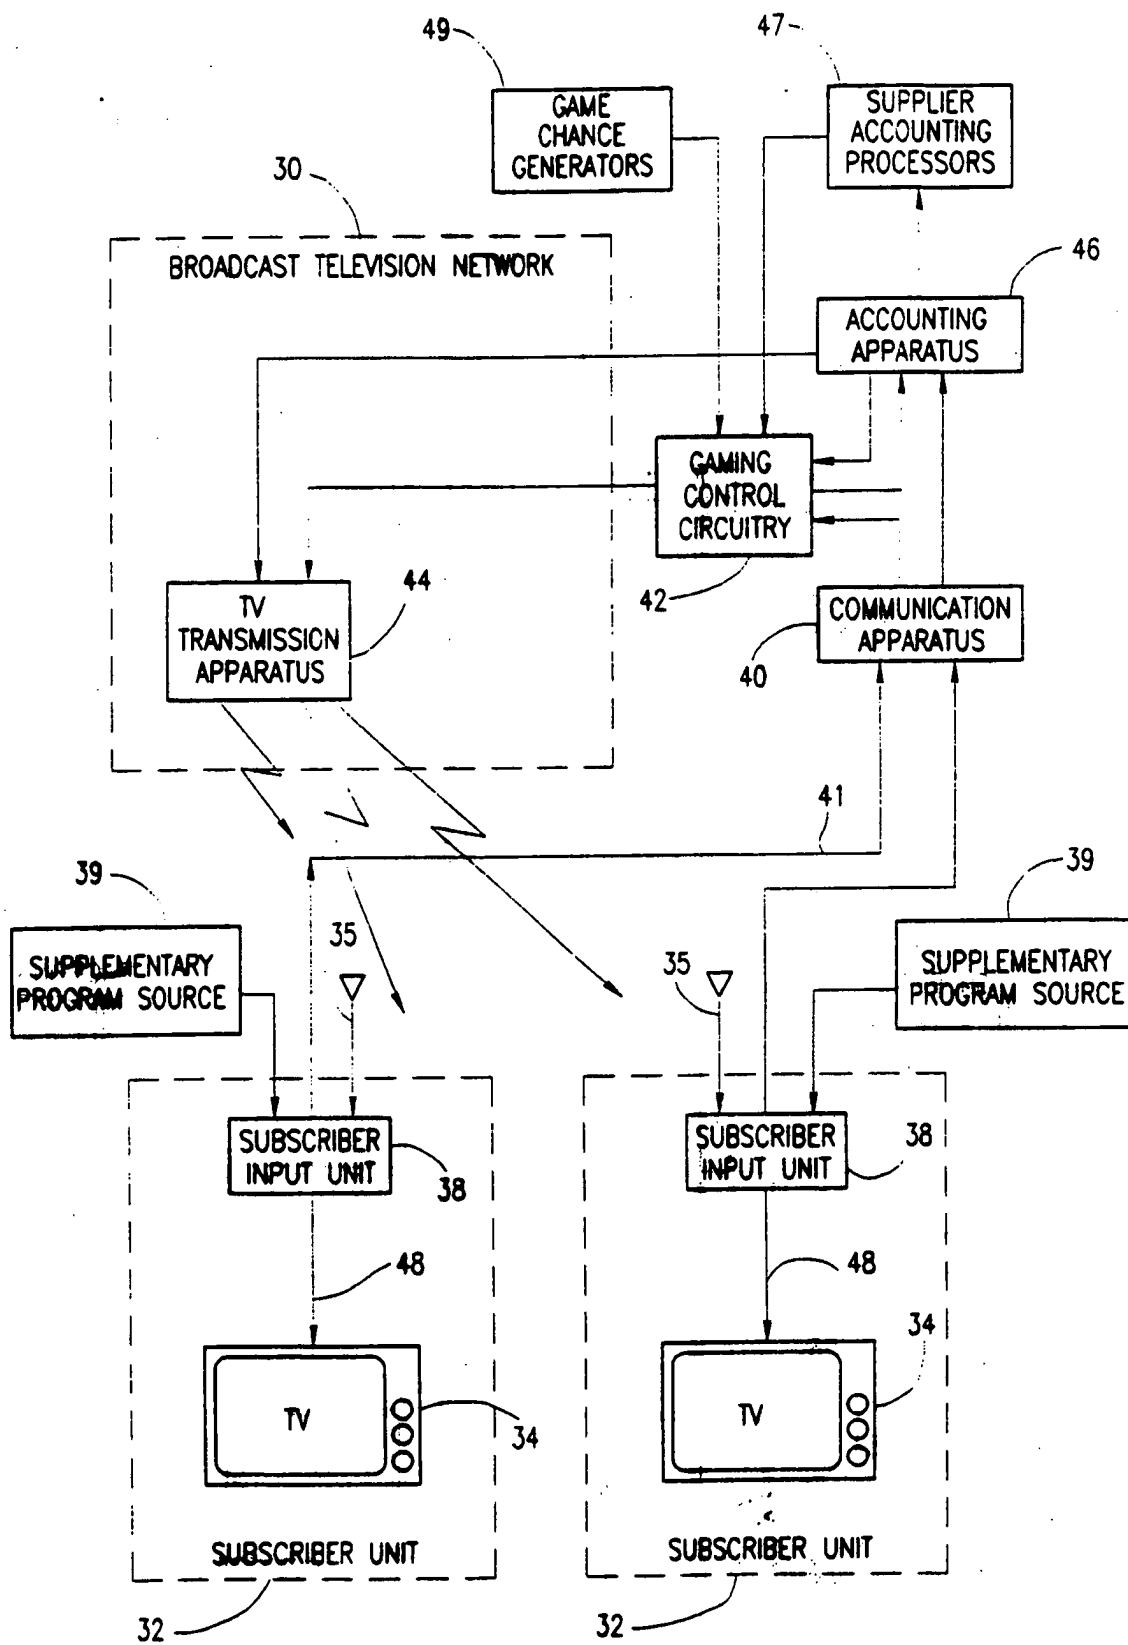 49
47
GAME
CHANCE
GENERATORS
SUPPLIER
ACCOUNTING
PROCESSORS
30
BROADCAST TELEVISION NETWORK
46
ACCOUNTING
APPARATUS
GAMING
CONTROL
CIRCUITRY
42
44
TV
TRANSMISSION
APPARATUS
COMMUNICATION
APPARATUS
40
41
39
39
SUPPLEMENTARY
PROGRAM SOURCE
35
35
SUPPLEMENTARY
PROGRAM SOURCE
SUBSCRIBER
INPUT UNIT
38
SUBSCRIBER
INPUT UNIT
38
48
48
TV
34
TV
34
SUBSCRIBER UNIT
SUBSCRIBER UNIT
32
32